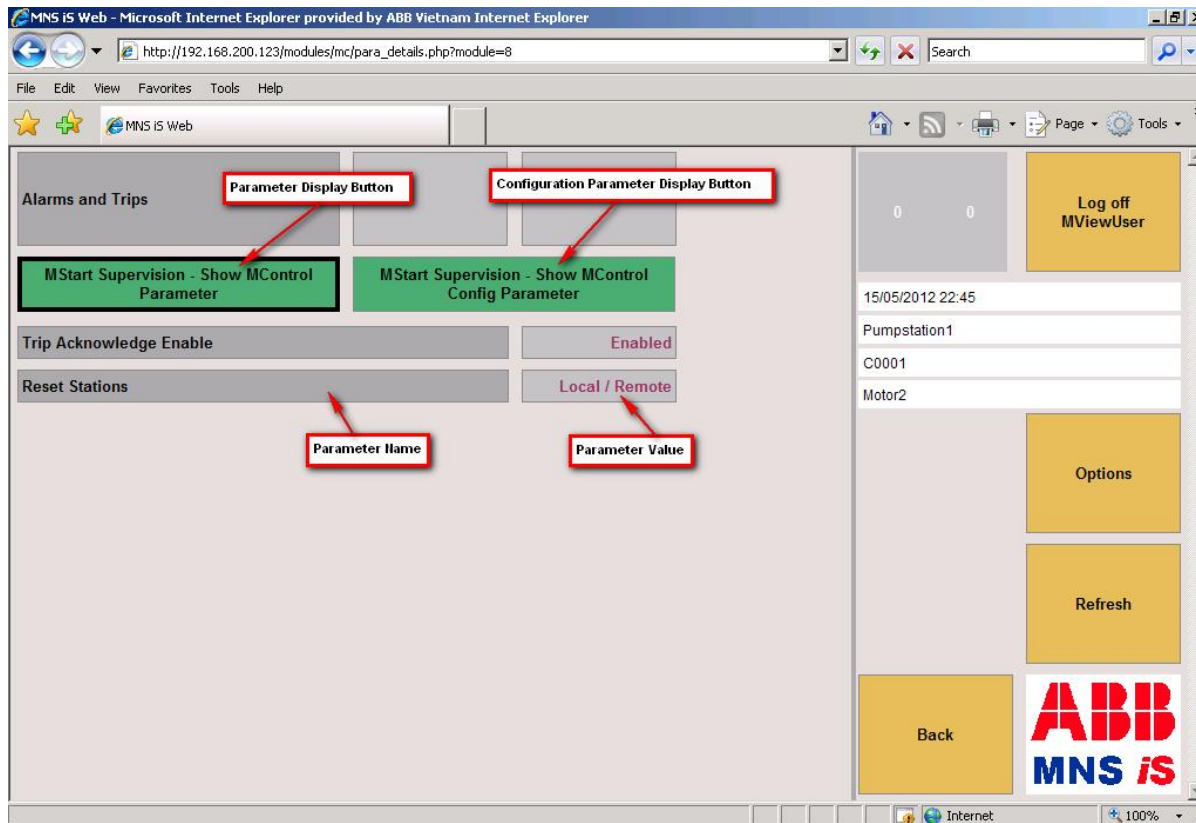 MNS iS Web - Microsoft Internet Explorer provided by ABB Vietnam Internet Explorer
http://192.168.200.123/modules/mc/para_details.php?module=8
Search
File Edit View Favorites Tools Help
MNS iS Web
Page
Tools
Alarms and Trips
Parameter Display Button
Configuration Parameter Display Button
0 0
Log off
MViewUser
MStart Supervision - Show MControl
Parameter
MStart Supervision - Show MControl
Config Parameter
15/05/2012 22:45
Trip Acknowledge Enable
Enabled
Pumpstation1
C0001
Reset Stations
Local / Remote
Motor2
Parameter Name
Parameter Value
Options
Refresh
Back
ABB
MNS iS
Internet
100%